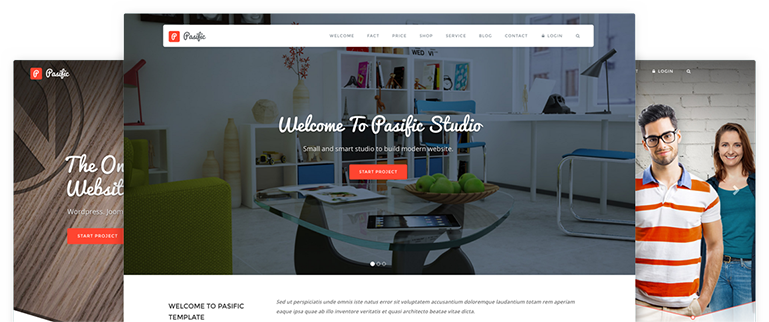 Pasific
WELCOME FACT PRICE SHOP SERVICE BLOG CONTACT LOGIN
Pasific
LOGIN
Welcome To Pasific Studio
Small and smart studio to build modern website.
START PROJECT
The On
Websit
Wordpress, Joom
START PROJECT
WELCOME TO PASIFIC
TEMPLATE
Sed ut perspiciatis unde omnis iste natus error sit voluptatem accusantium doloremque laudantium totam rem aperiam
eaque ipsa quae ab illo inventore veritatis et quasi architecto beatae vitae dicta.